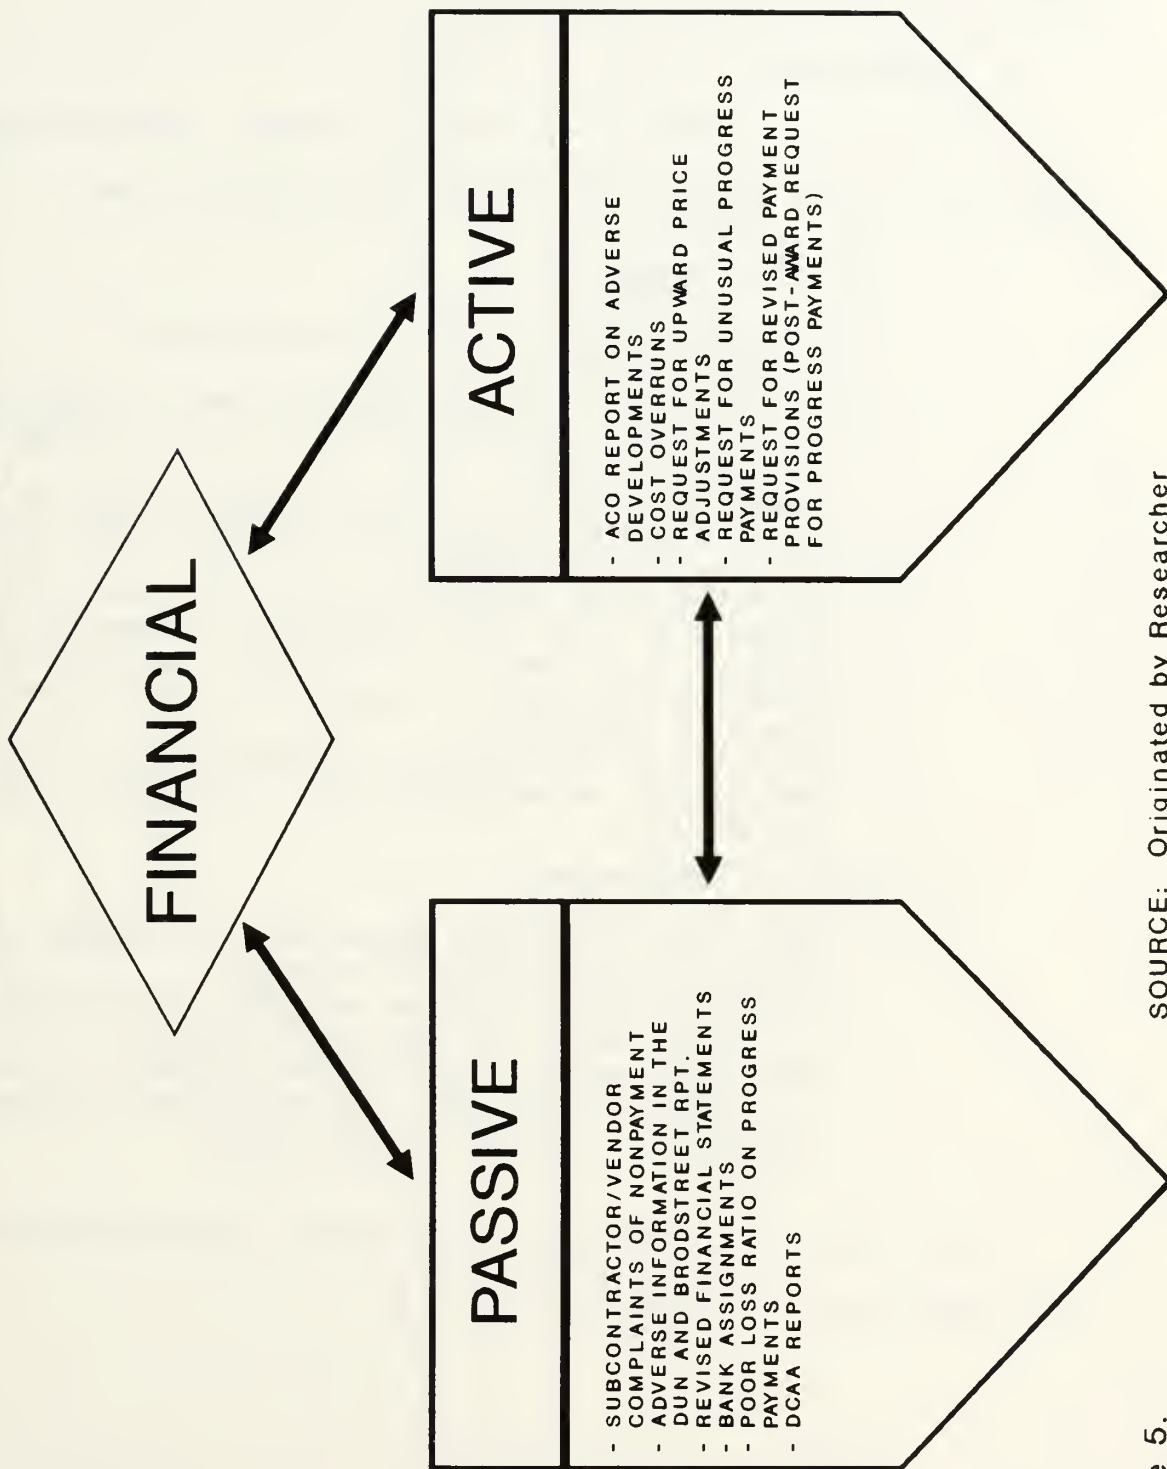 FINANCIAL
PASSIVE
- SUBCONTRACTOR/VENDOR
COMPLAINTS OF NONPAYMENT
- ADVERSE INFORMATION IN THE
DUN AND BRODSTREET RPT.
- REVISED FINANCIAL STATEMENTS
- BANK ASSIGNMENTS
- POOR LOSS RATIO ON PROGRESS
PAYMENTS
- DCAA REPORTS
ACTIVE
- ACO REPORT ON ADVERSE
DEVELOPMENTS
- COST OVERUNS
- REQUEST FOR UPWARD PRICE
ADJUSTMENTS
- REQUEST FOR UNUSUAL PROGRESS
PAYMENTS
- REQUEST FOR REVISED PAYMENT
PROVISIONS (POST-AWARD REQUEST
FOR PROGRESS PAYMENTS)
5.
SOURCE: Originated by Researcher